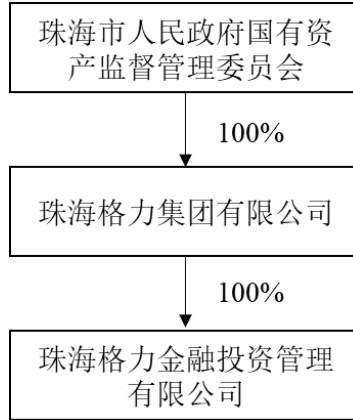 珠海市人民政府国有资
产监督管理委员会
100%
珠海格力集团有限公司
100%
珠海格力金融投资管理
有限公司